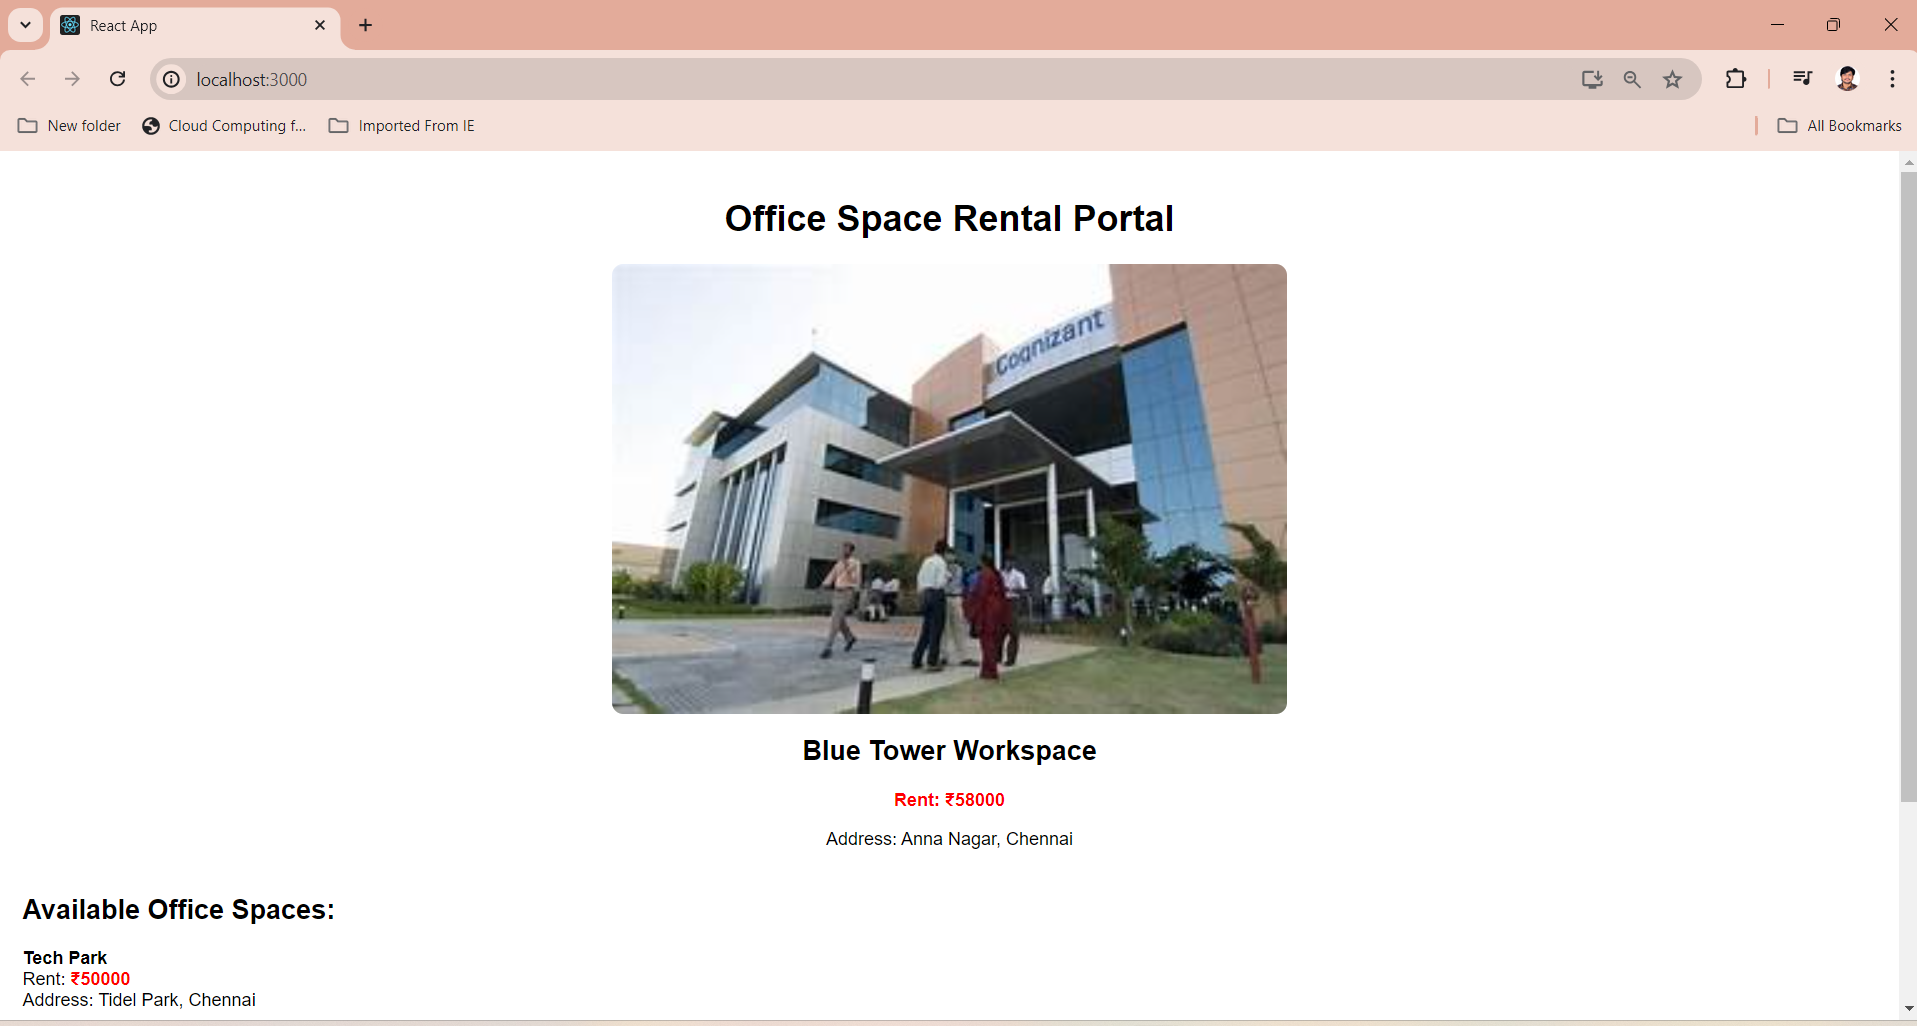 React App
localhost:3000
New folder
Cloud Computing f...
Imported From IE
All Bookmarks
Office Space Rental Portal
Cognizant
Blue Tower Workspace
Rent: ₹58000
Address: Anna Nagar, Chennai
Available Office Spaces:
Tech Park
Rent: ₹50000
Address: Tidel Park, Chennai